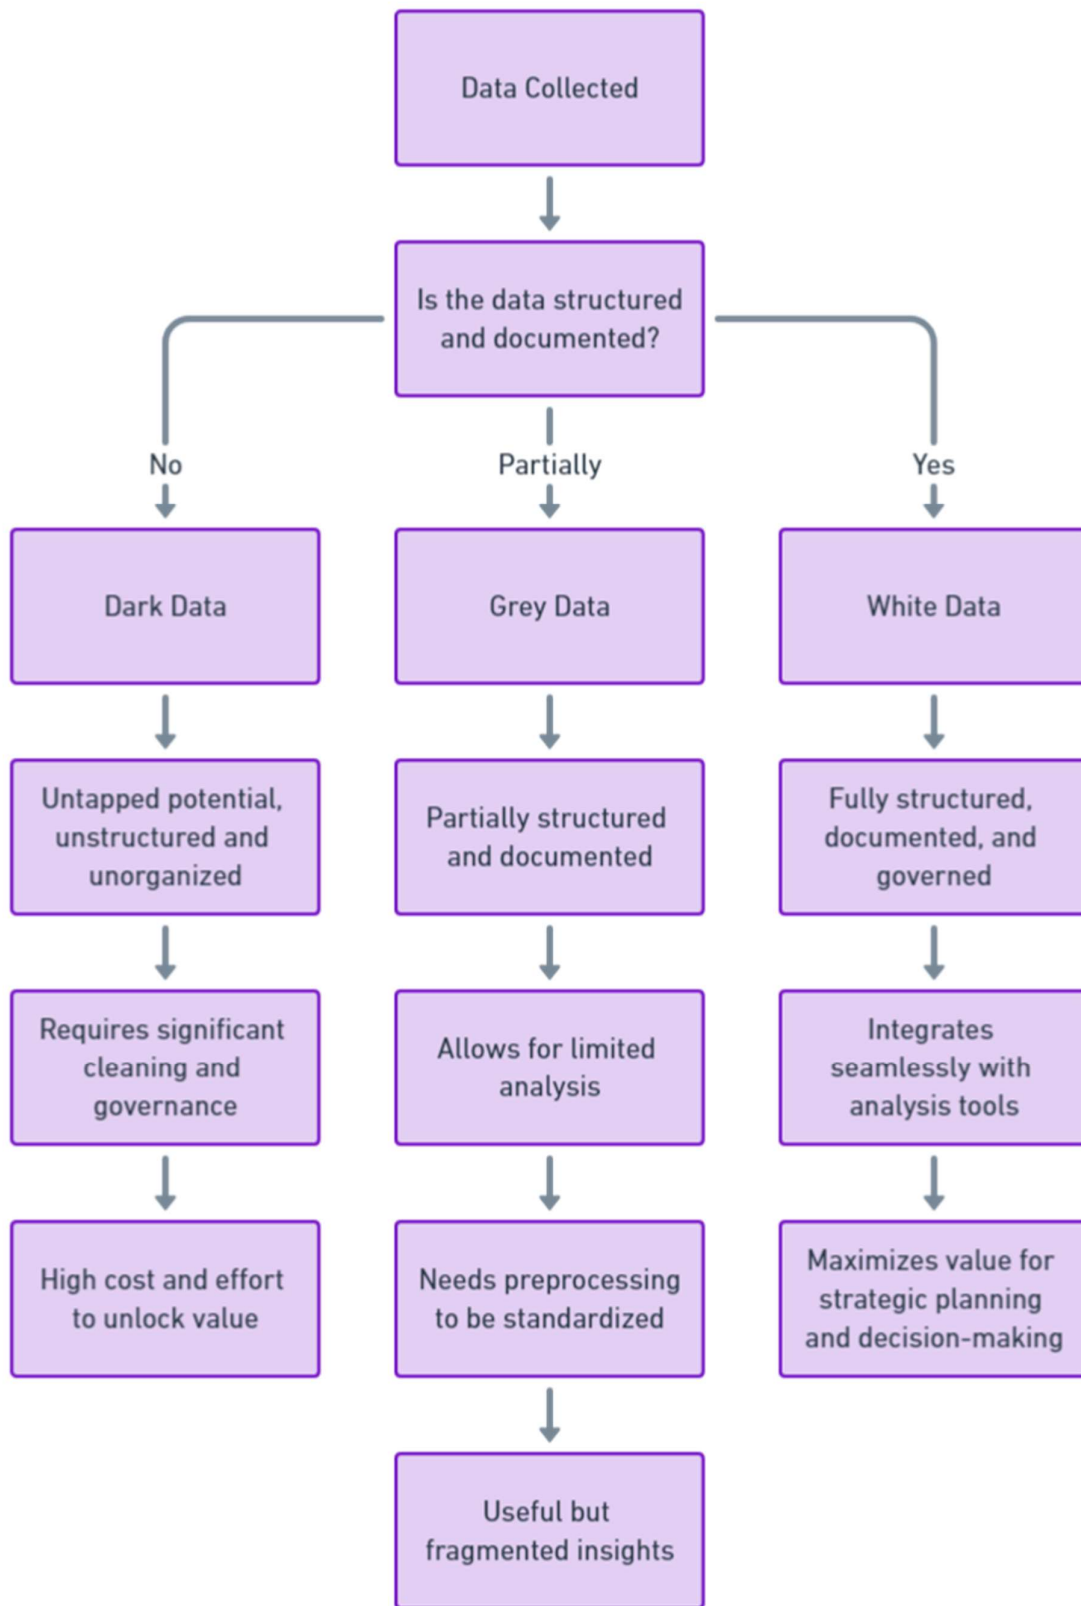 Data Collected
Is the data structured
and documented?
No
Partially
Yes
Dark Data
Grey Data
White Data
Untapped potential,
unstructured and
unorganized
Partially structured
and documented
Fully structured,
documented, and
governed
Requires significant
cleaning and
governance
Allows for limited
analysis
Integrates
seamlessly with
analysis tools
High cost and effort
to unlock value
Needs preprocessing
to be standardized
Maximizes value for
strategic planning
and decision-making
Useful but
fragmented insights